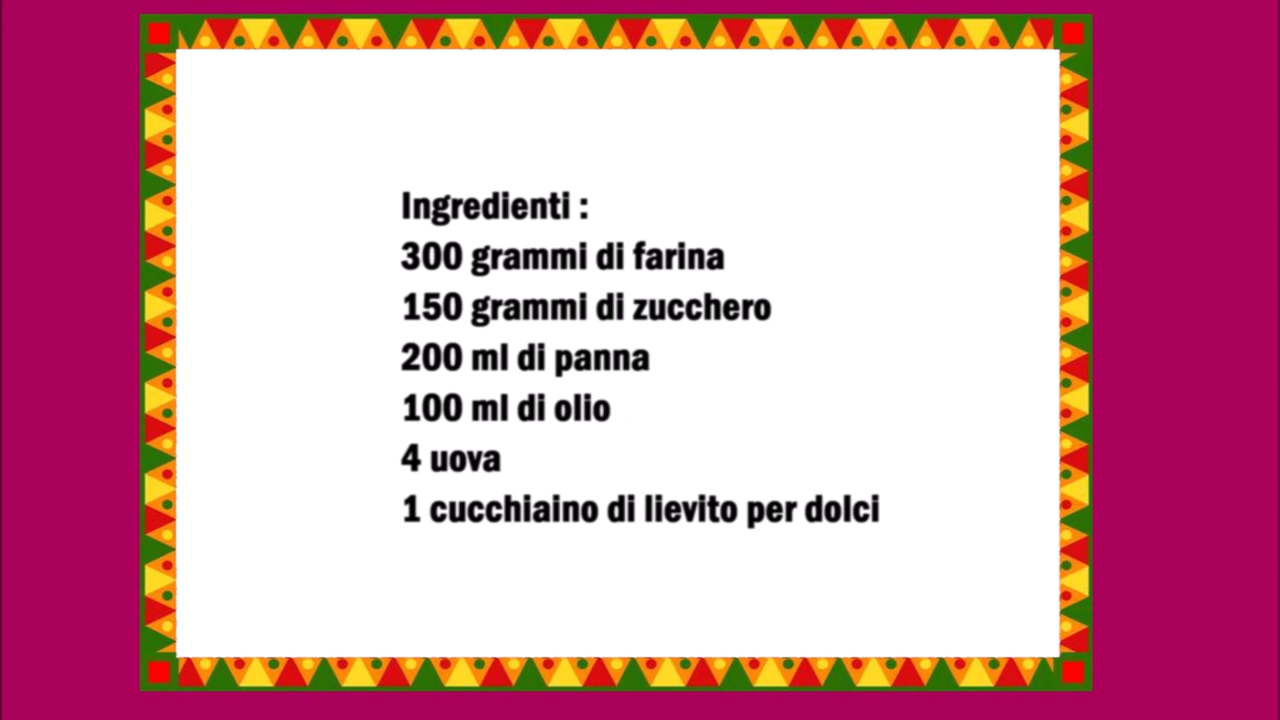 Ingredienti :
300 grammi di farina
150 grammi di zucchero
200 ml di panna
100 ml di olio
4 uova
1 cucchiaino di lievito per dolci